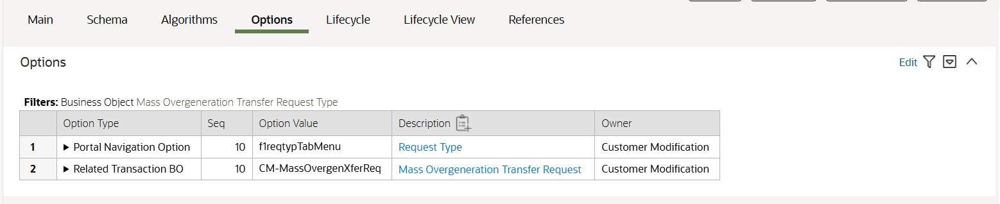 Main Schema Algorithms Options Lifecycle Lifecycle View References
Options Edit
Filters: Business Object Mass Overgeneration Transfer Request Type
Option Type Seq Option Value Description Owner
1 Portal Navigation Option 10 f1reqtypTabMenu Request Type Customer Modification
2 Related Transaction BO 10 CM-MassOvergenXferReq Mass Overgeneration Transfer Request Customer Modification